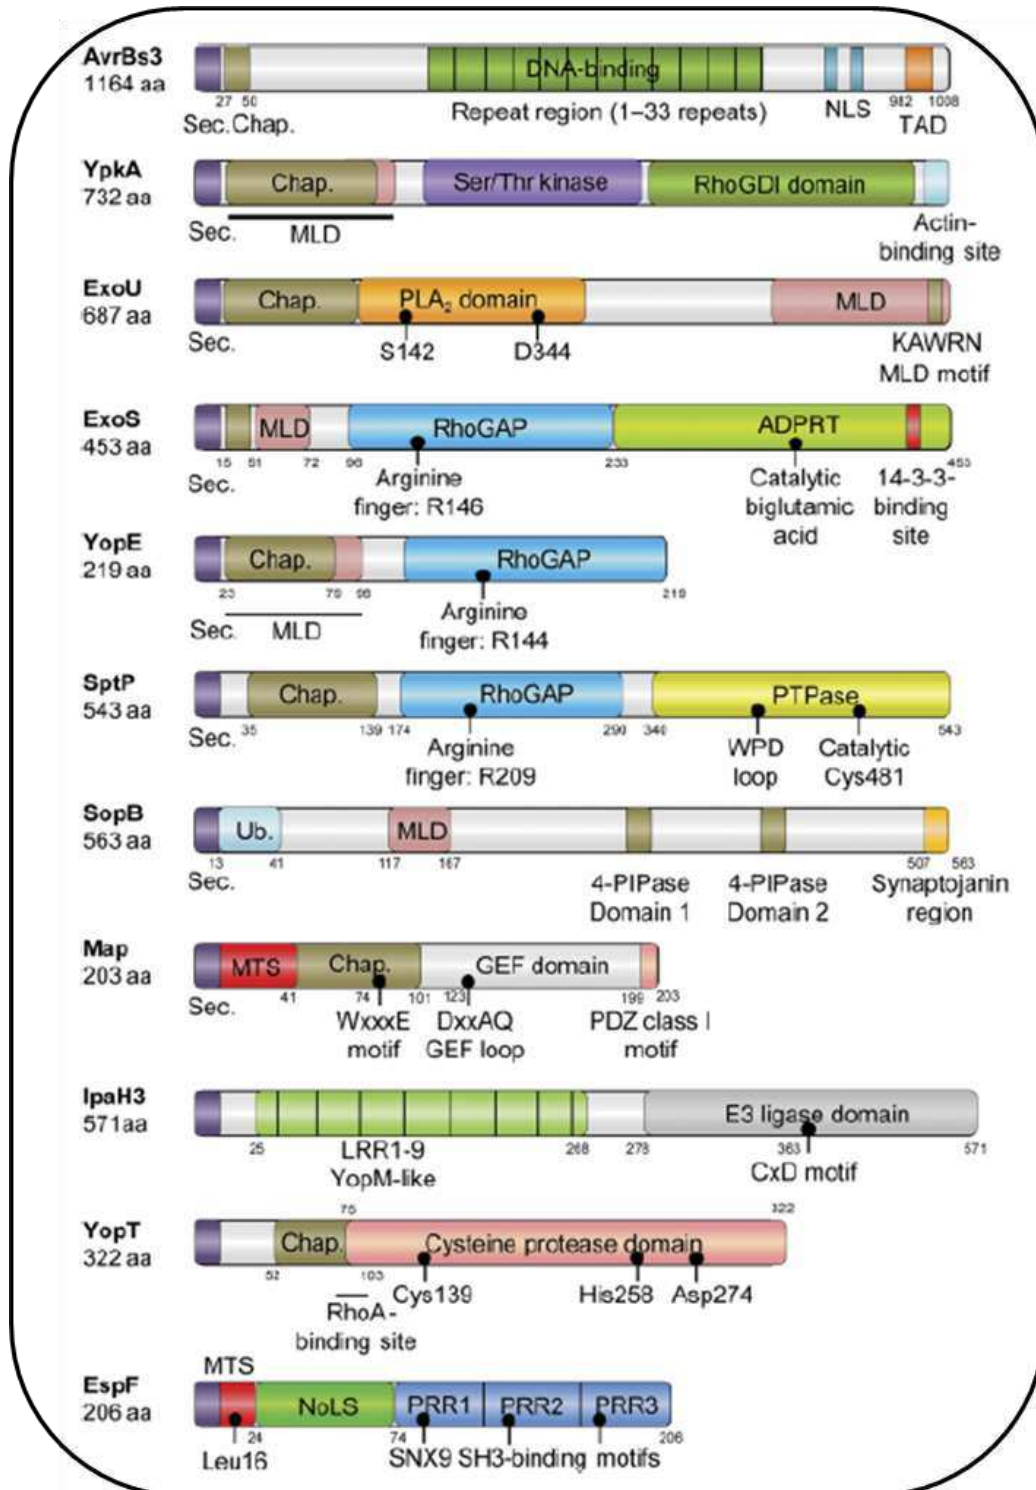 AvrBs3
1164 aa
DNA-binding
27 50
982 1008
Sec. Chap.
Repeat region (1–33 repeats)
NLS
TAD
YpkA
732 aa
Chap.
Ser/Thr kinase
RhoGDI domain
Sec.
MLD
Actin-
binding site
ExoU
687 aa
Chap.
PLA₂ domain
MLD
Sec.
S142
D344
KAWRN
MLD motif
ExoS
453 aa
MLD
RhoGAP
ADPRT
15 51 72 96 233 453
Sec.
Arginine
finger: R146
Catalytic
biglutamic
acid
14-3-3-
binding
site
YopE
219 aa
Chap.
RhoGAP
23 79 96 219
Sec.
MLD
Arginine
finger: R144
SptP
543 aa
Chap.
RhoGAP
PTPase
35 139 174 290 340 543
Sec.
Arginine
finger: R209
WPD
loop
Catalytic
Cys481
SopB
563 aa
Ub.
MLD
13 41 117 167 507 563
Sec.
4-PIPase
Domain 1
4-PIPase
Domain 2
Synaptojanin
region
Map
203 aa
MTS
Chap.
GEF domain
41 74 101 123 199 203
Sec.
WxxxE
motif
DxxAQ
GEF loop
PDZ class I
motif
IpaH3
571aa
E3 ligase domain
25 268 278 363 571
LRR1-9
YopM-like
CxD motif
YopT
322 aa
75 322
Chap.
Cysteine protease domain
52 103
Cys139
His258
Asp274
RhoA-
binding site
EspF
206 aa
MTS
NoLS
PRR1
PRR2
PRR3
24 74 206
Leu16
SNX9 SH3-binding motifs